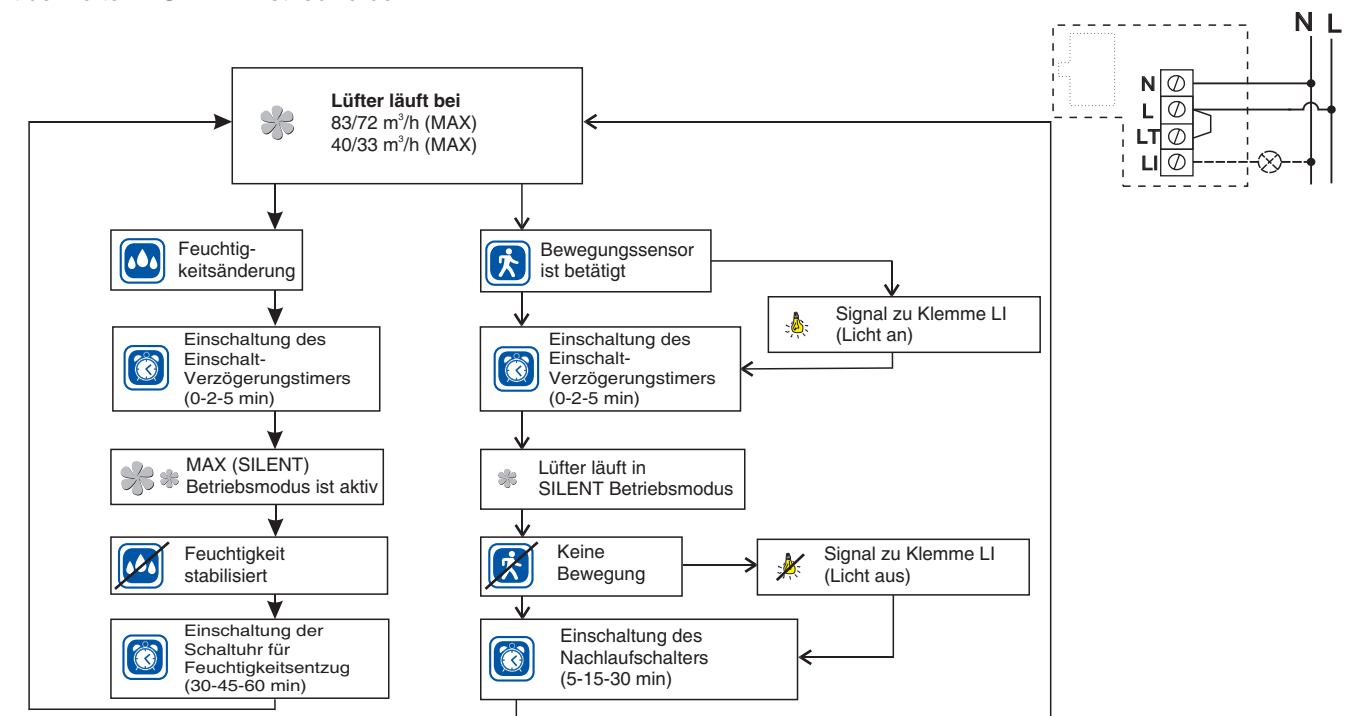 N L
N
L
LT
LI
Lüfter läuft bei
83/72 m³/h (MAX)
40/33 m³/h (MAX)
Feuchtig-
keitsänderung
Bewegungssensor
ist betätigt
Signal zu Klemme LI
(Licht an)
Einschaltung des
Einschalt-
Verzögerungstimers
(0-2-5 min)
Einschaltung des
Einschalt-
Verzögerungstimers
(0-2-5 min)
MAX (SILENT)
Betriebsmodus ist aktiv
Lüfter läuft in
SILENT Betriebsmodus
Feuchtigkeit
stabilisiert
Keine
Bewegung
Signal zu Klemme LI
(Licht aus)
Einschaltung der
Schaltuhr für
Feuchtigkeitsentzug
(30-45-60 min)
Einschaltung des
Nachlaufschalters
(5-15-30 min)